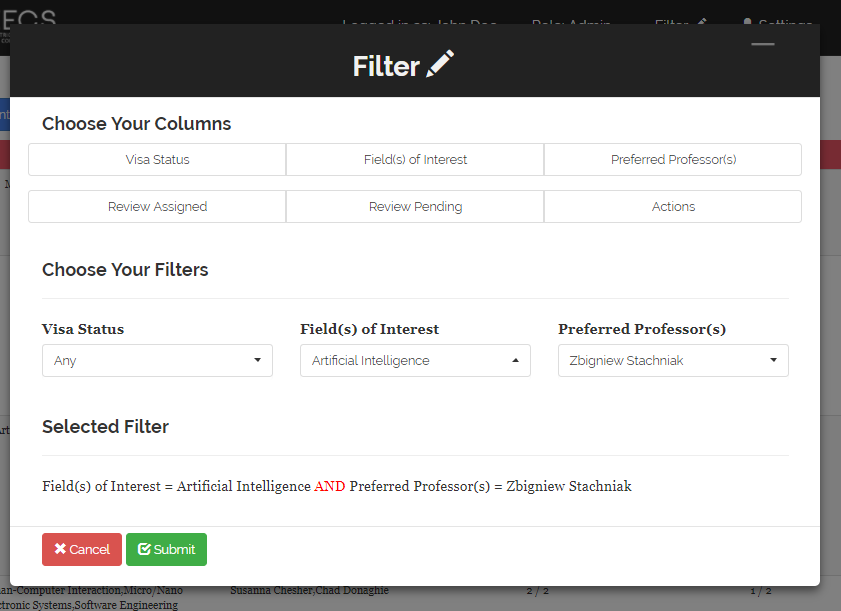 ECS
Logged in as: John Doe Role: Admin Filter Settings
Filter
Choose Your Columns
Visa Status Field(s) of Interest Preferred Professor(s)
Review Assigned Review Pending Actions
Choose Your Filters
Visa Status Field(s) of Interest Preferred Professor(s)
Any Artificial Intelligence Zbigniew Stachniak
Selected Filter
Field(s) of Interest = Artificial Intelligence AND Preferred Professor(s) = Zbigniew Stachniak
Cancel Submit
an-Computer Interaction,Micro/Nano Susanna Chesher,Chad Donaghie 2 / 2 1 / 2
ctronic Systems,Software Engineering